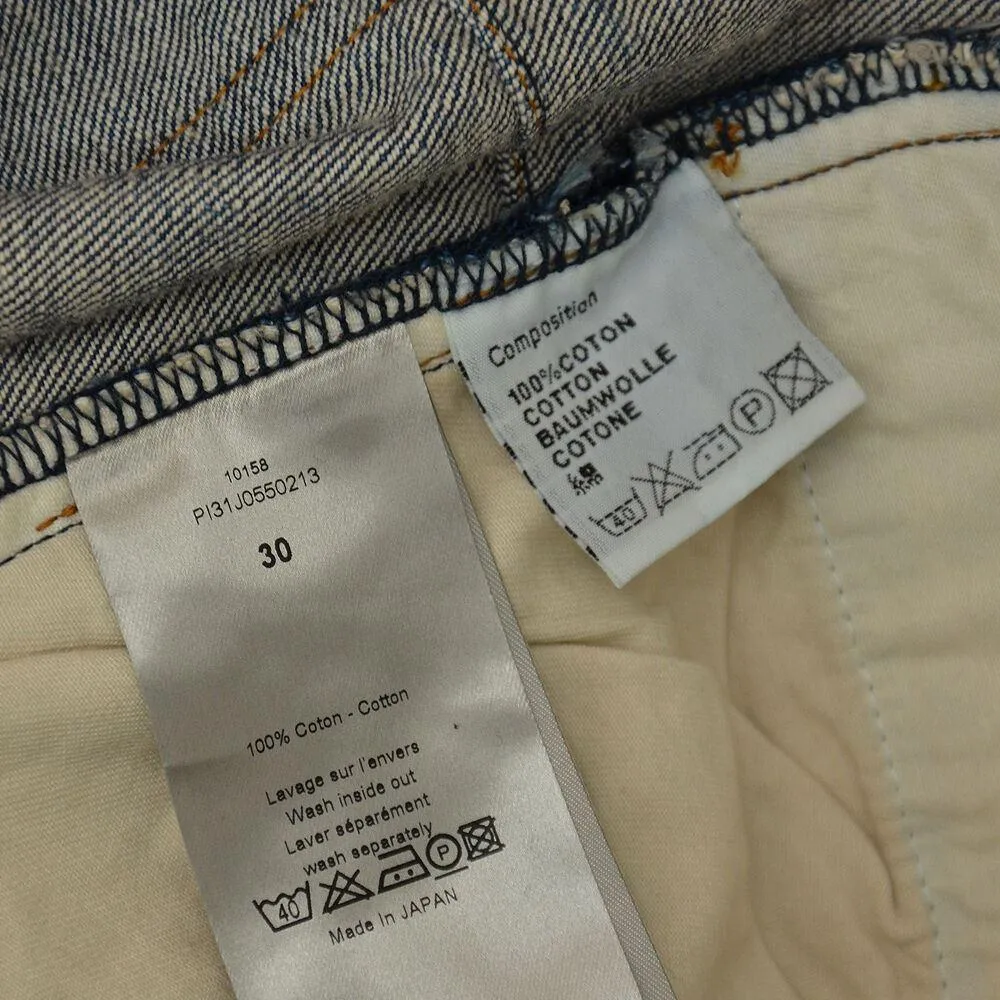 10158
PI31J0550213
30
100% Coton - Cotton
Lavage sur l'envers
Wash inside out
Laver séparément
wash separately
40
P
Made In JAPAN
Composition
100%COTON
COTTON
BAUMWOLLE
COTONE
40
P